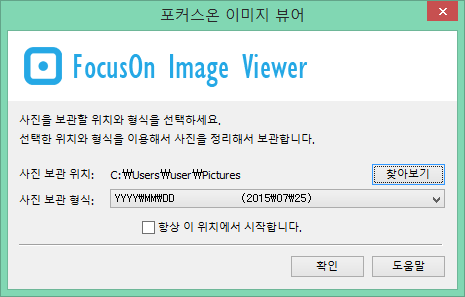 포커스온 이미지 뷰어
FocusOn Image Viewer
사진을 보관할 위치와 형식을 선택하세요.
선택한 위치와 형식을 이용해서 사진을 정리해서 보관합니다.
사진 보관 위치: C:₩Users₩user₩Pictures 찾아보기
사진 보관 형식: YYYY₩MM₩DD (2015₩07₩25)
항상 이 위치에서 시작합니다.
확인 도움말